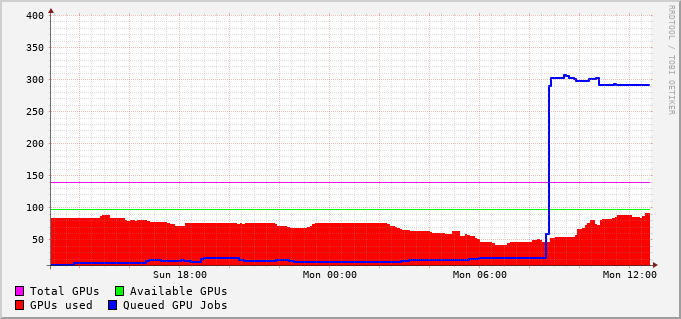 400
350
300
250
200
150
100
50
Sun 18:00 Mon 00:00 Mon 06:00 Mon 12:00
Total GPUs Available GPUs
GPUs used Queued GPU Jobs
RRDTOOL / TOBI OETIKER